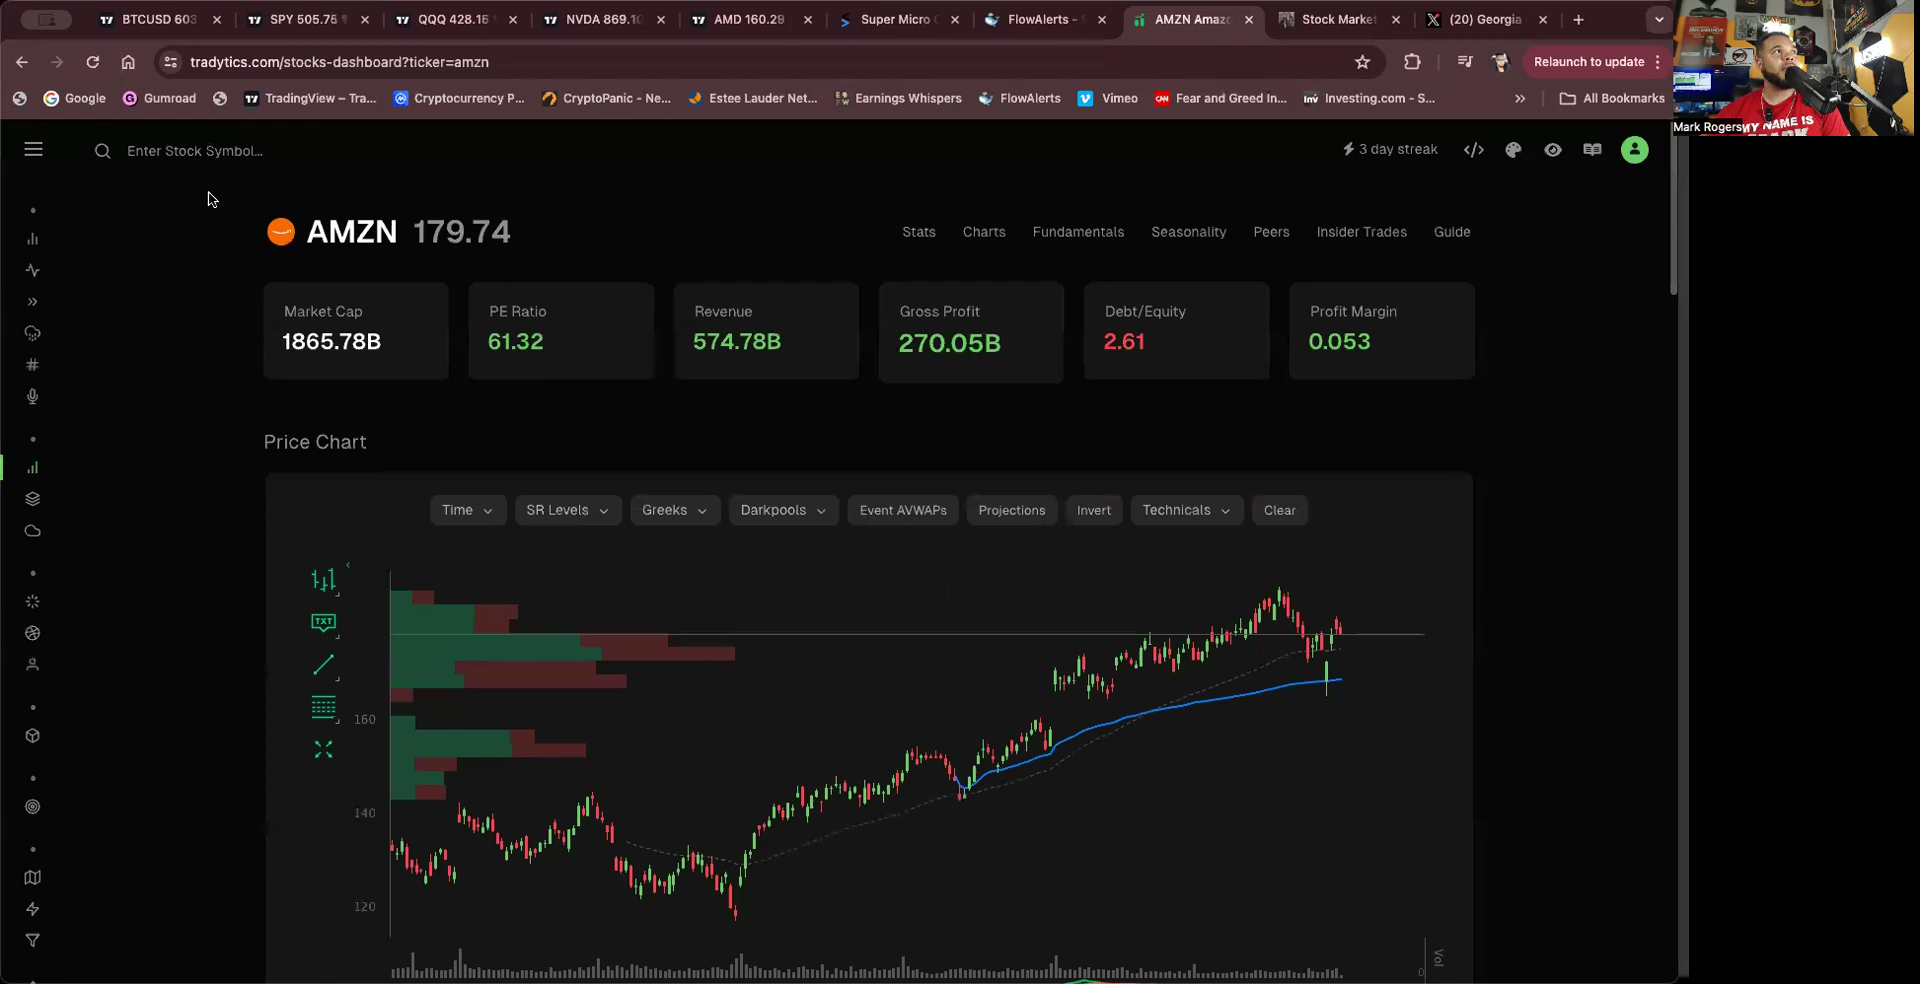 BTCUSD 603
SPY 505.75
QQQ 428.16
NVDA 869.10
AMD 160.29
Super Micro
FlowAlerts -
AMZN Amaz
Stock Market
(20) Georgia
tradytics.com/stocks-dashboard?ticker=amzn
Relaunch to update
Google
Gumroad
TradingView – Tra...
Cryptocurrency P...
CryptoPanic - Ne...
Estee Lauder Net...
Earnings Whispers
FlowAlerts
Vimeo
Fear and Greed In...
Investing.com - S...
All Bookmarks
Mark Rogers
MY NAME IS
Enter Stock Symbol...
3 day streak
AMZN 179.74
Stats Charts Fundamentals Seasonality Peers Insider Trades Guide
Market Cap
1865.78B
PE Ratio
61.32
Revenue
574.78B
Gross Profit
270.05B
Debt/Equity
2.61
Profit Margin
0.053
Price Chart
Time SR Levels Greeks Darkpools Event AVWAPs Projections Invert Technicals Clear
TXT
160
140
120
Vol
0